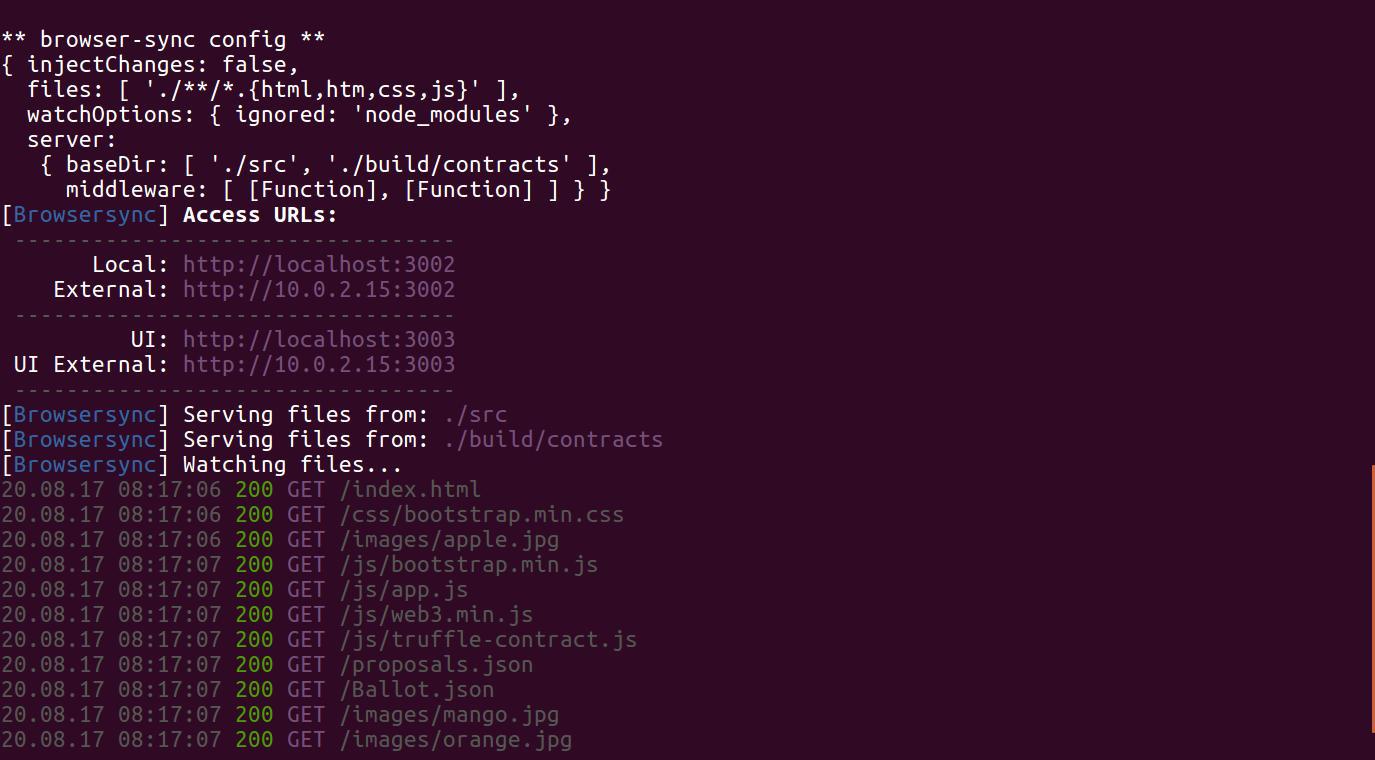 ** browser-sync config **
{ injectChanges: false,
  files: [ './**/*.{html,htm,css,js}' ],
  watchOptions: { ignored: 'node_modules' },
  server:
   { baseDir: [ './src', './build/contracts' ],
     middleware: [ [Function], [Function] ] } }
[Browsersync] Access URLs:
 ----------------------------------
       Local: http://localhost:3002
    External: http://10.0.2.15:3002
 ----------------------------------
          UI: http://localhost:3003
 UI External: http://10.0.2.15:3003
 ----------------------------------
[Browsersync] Serving files from: ./src
[Browsersync] Serving files from: ./build/contracts
[Browsersync] Watching files...
20.08.17 08:17:06 200 GET /index.html
20.08.17 08:17:06 200 GET /css/bootstrap.min.css
20.08.17 08:17:06 200 GET /images/apple.jpg
20.08.17 08:17:07 200 GET /js/bootstrap.min.js
20.08.17 08:17:07 200 GET /js/app.js
20.08.17 08:17:07 200 GET /js/web3.min.js
20.08.17 08:17:07 200 GET /js/truffle-contract.js
20.08.17 08:17:07 200 GET /proposals.json
20.08.17 08:17:07 200 GET /Ballot.json
20.08.17 08:17:07 200 GET /images/mango.jpg
20.08.17 08:17:07 200 GET /images/orange.jpg